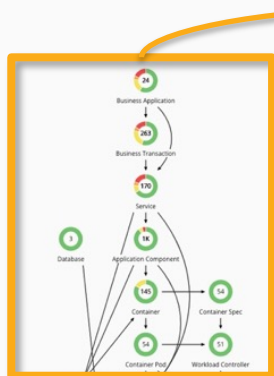 24
Business Application
263
Business Transaction
170
Service
3
1K
Database
Application Component
145
54
Container
Container Spec
54
51
Container Pod
Workload Controller